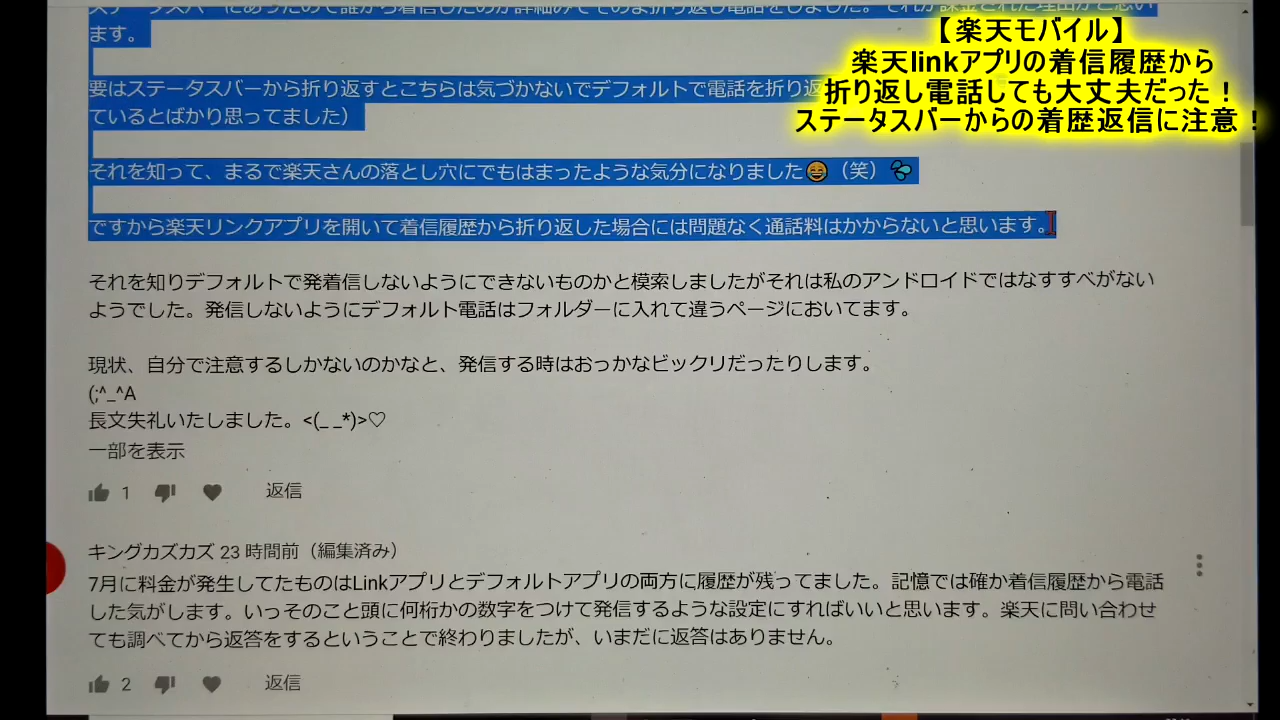 【楽天モバイル】
楽天linkアプリの着信履歴から
折り返し電話しても大丈夫だった！
ステータスバーからの着歴返信に注意！
ます。
要はステータスバーから折り返すとこちらは気づかないでデフォルトで電話を折り返
ているとばかり思ってました）
それを知って、まるで楽天さんの落とし穴にでもはまったような気分になりました😅（笑）💦
ですから楽天リンクアプリを開いて着信履歴から折り返した場合には問題なく通話料はかからないと思います。
それを知りデフォルトで発着信しないようにできないものかと模索しましたがそれは私のアンドロイドではなすすべがない
ようでした。発信しないようにデフォルト電話はフォルダーに入れて違うページにおいてます。
現状、自分で注意するしかないのかなと、発信する時はおっかなビックリだったりします。
(;^_^A
長文失礼いたしました。<(_ _*)>♡
一部を表示
1 返信
キングカズカズ 23 時間前（編集済み）
7月に料金が発生してたものはLinkアプリとデフォルトアプリの両方に履歴が残ってました。記憶では確か着信履歴から電話
した気がします。いっそのこと頭に何桁かの数字をつけて発信するような設定にすればいいと思います。楽天に問い合わせ
ても調べてから返答をするということで終わりましたが、いまだに返答はありません。
2 返信